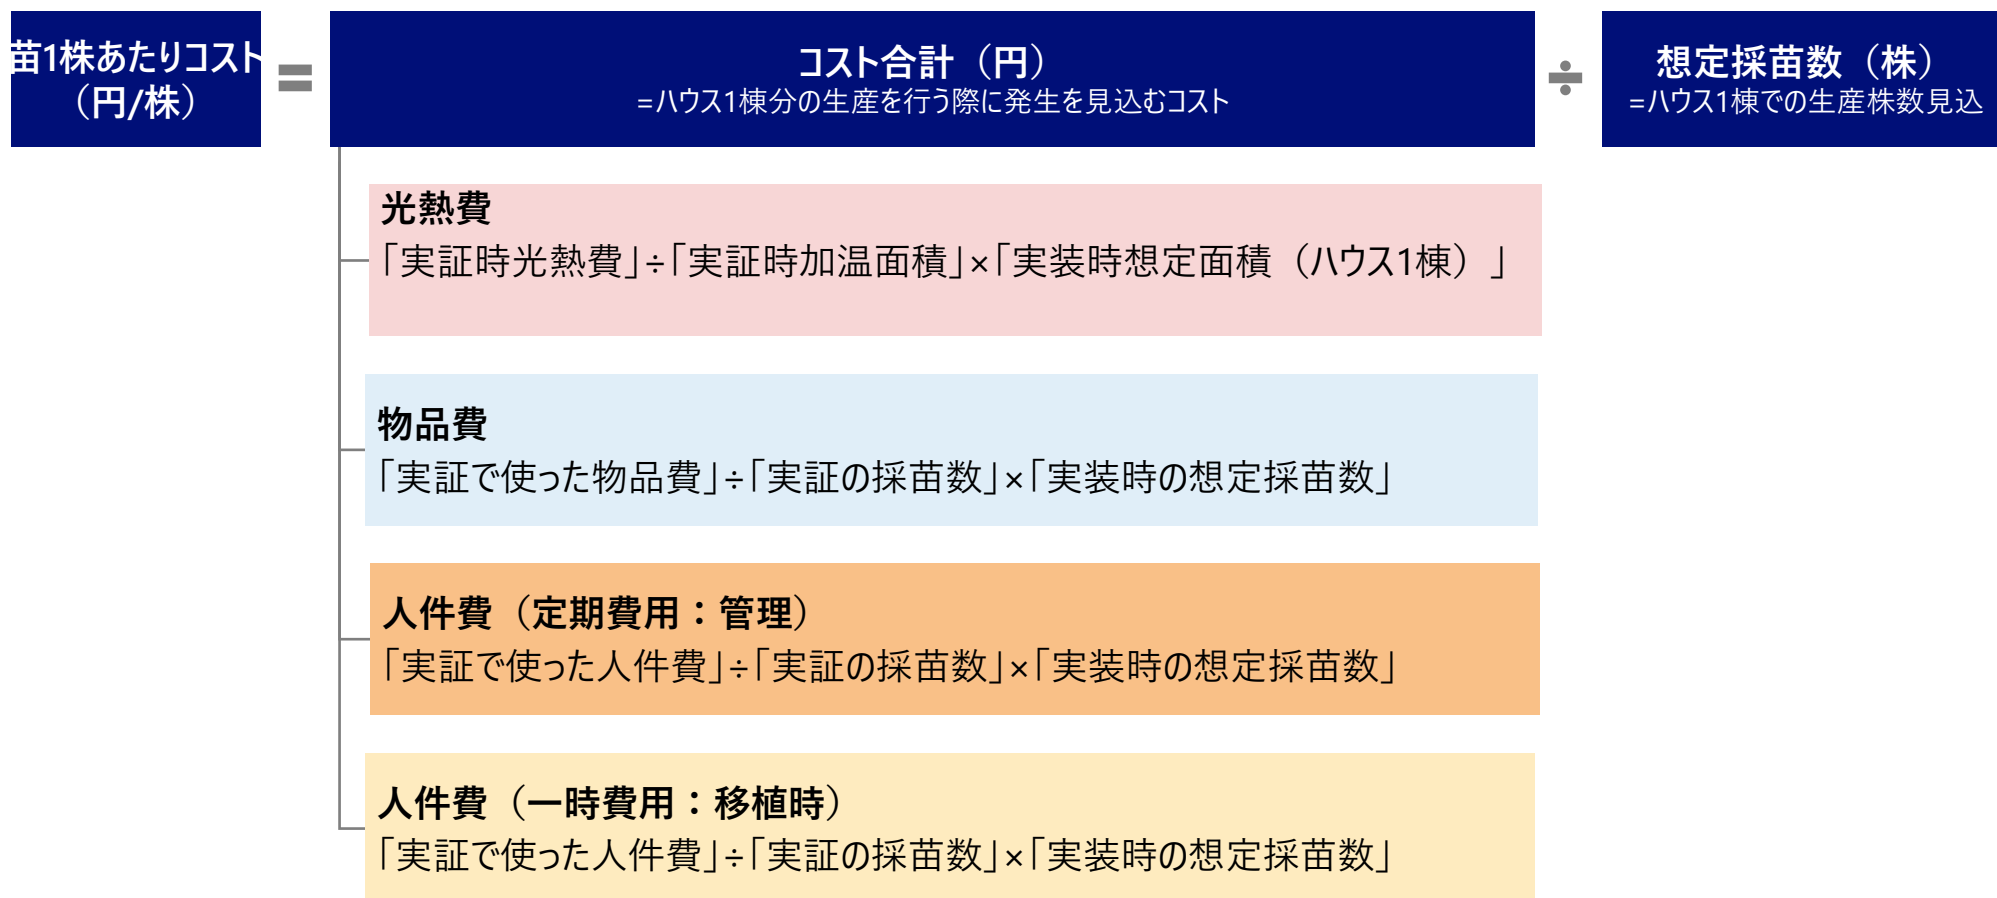 苗1株あたりコスト
（円/株）
=
コスト合計（円）
=ハウス1棟分の生産を行う際に発生を見込むコスト
÷
想定採苗数（株）
=ハウス1棟での生産株数見込
光熱費
「実証時光熱費」÷「実証時加温面積」×「実装時想定面積（ハウス1棟）」
物品費
「実証で使った物品費」÷「実証の採苗数」×「実装時の想定採苗数」
人件費（定期費用：管理）
「実証で使った人件費」÷「実証の採苗数」×「実装時の想定採苗数」
人件費（一時費用：移植時）
「実証で使った人件費」÷「実証の採苗数」×「実装時の想定採苗数」